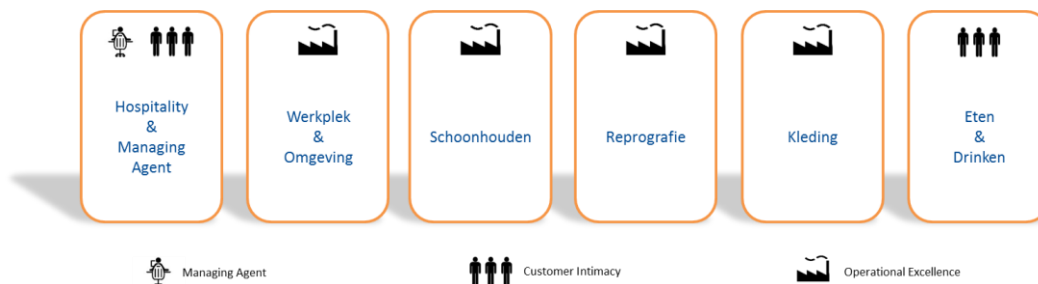 Hospitality
&
Managing
Agent
Werkplek
&
Omgeving
Schoonhouden
Reprografie
Kleding
Eten
&
Drinken
Managing Agent
Customer Intimacy
Operational Excellence